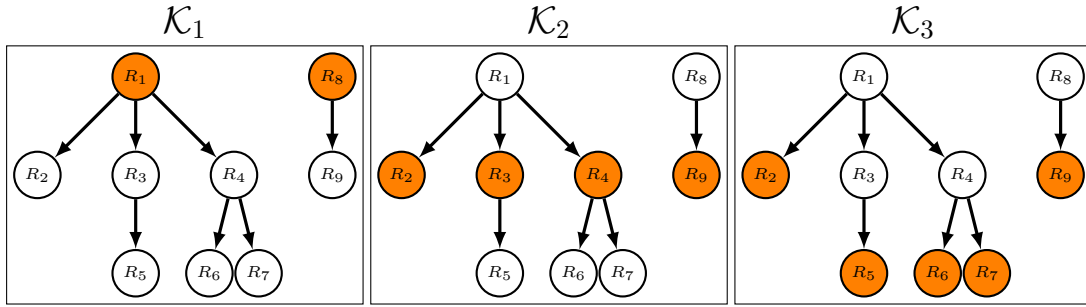 𝒦₁ 𝒦₂ 𝒦₃
R₁ R₈ R₁ R₈ R₁ R₈
R₂ R₃ R₄ R₉ R₂ R₃ R₄ R₉ R₂ R₃ R₄ R₉
R₅ R₆ R₇ R₅ R₆ R₇ R₅ R₆ R₇